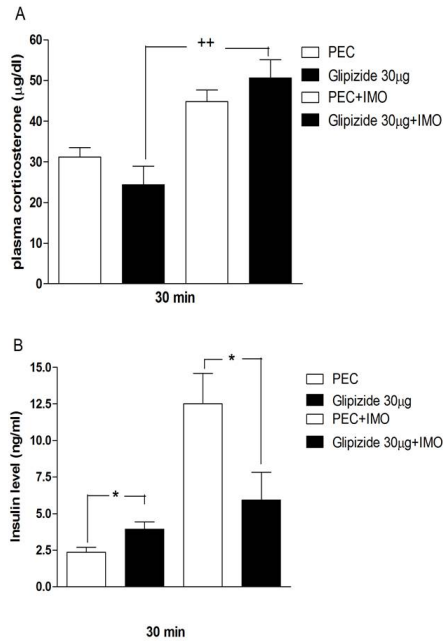 A
plasma corticosterone (μg/dl)
60
50
40
30
20
10
0
++
30 min
PEC
Glipizide 30μg
PEC+IMO
Glipizide 30μg+IMO
B
Insulin level (ng/ml)
15.0
12.5
10.0
7.5
5.0
2.5
0.0
*
*
30 min
PEC
Glipizide 30μg
PEC+IMO
Glipizide 30μg+IMO